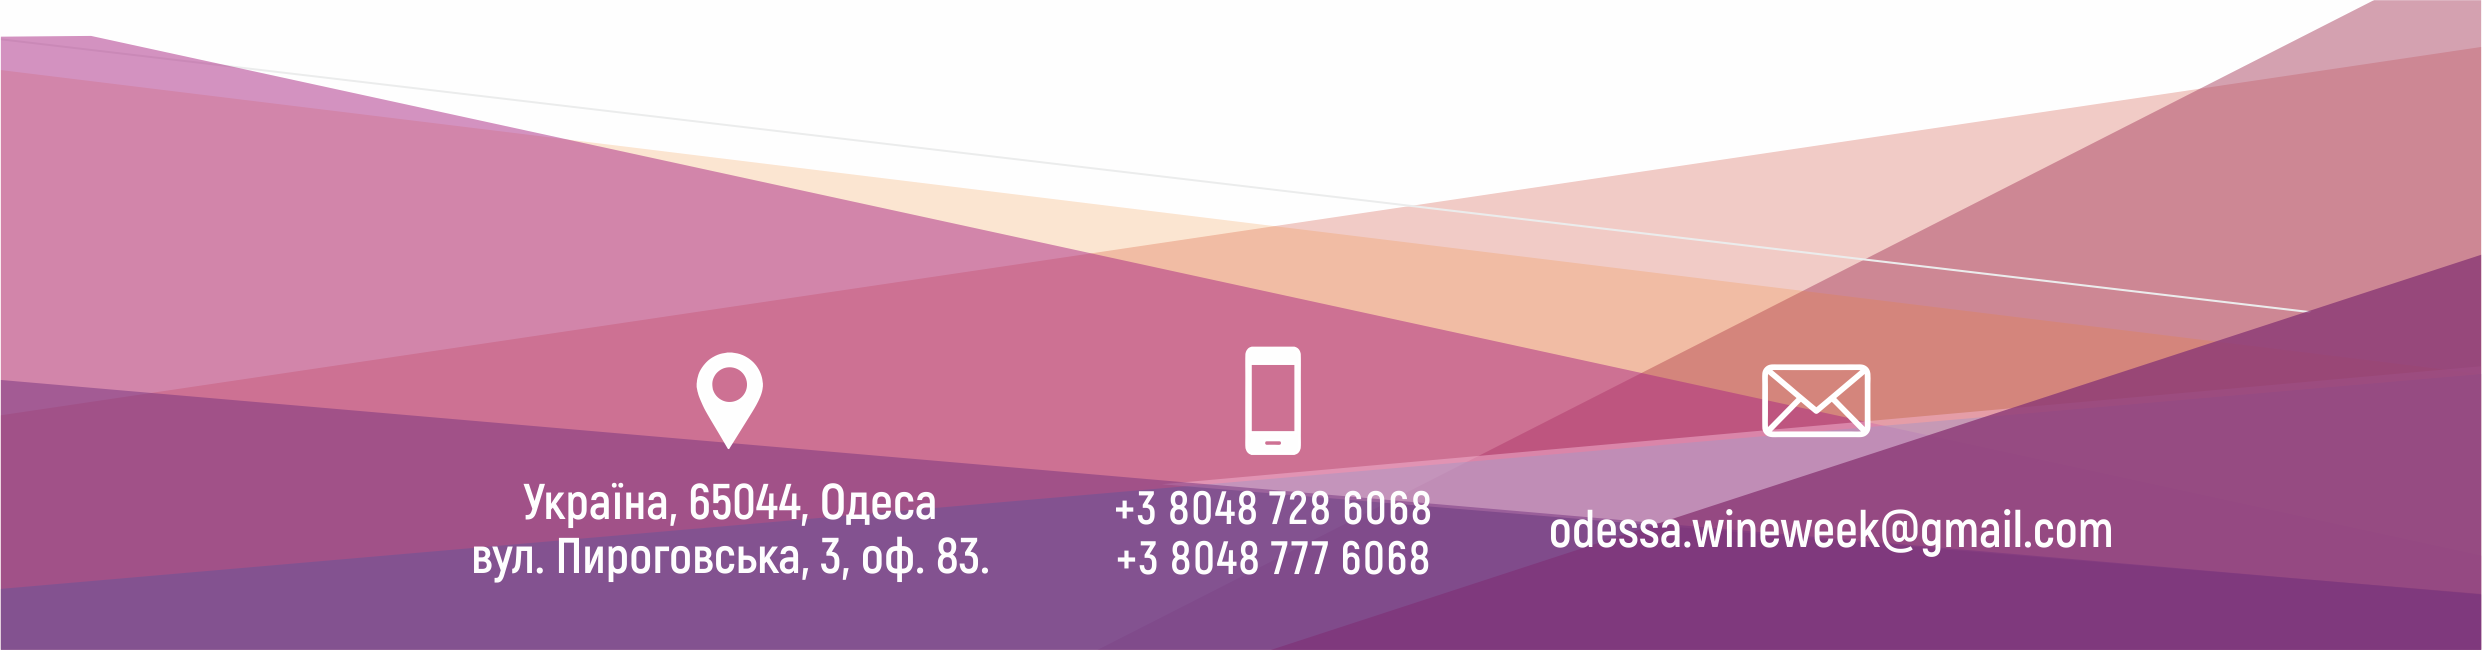 Україна, 65044, Одеса
вул. Пироговська, 3, оф. 83.
+3 8048 728 6068
+3 8048 777 6068
odessa.wineweek@gmail.com